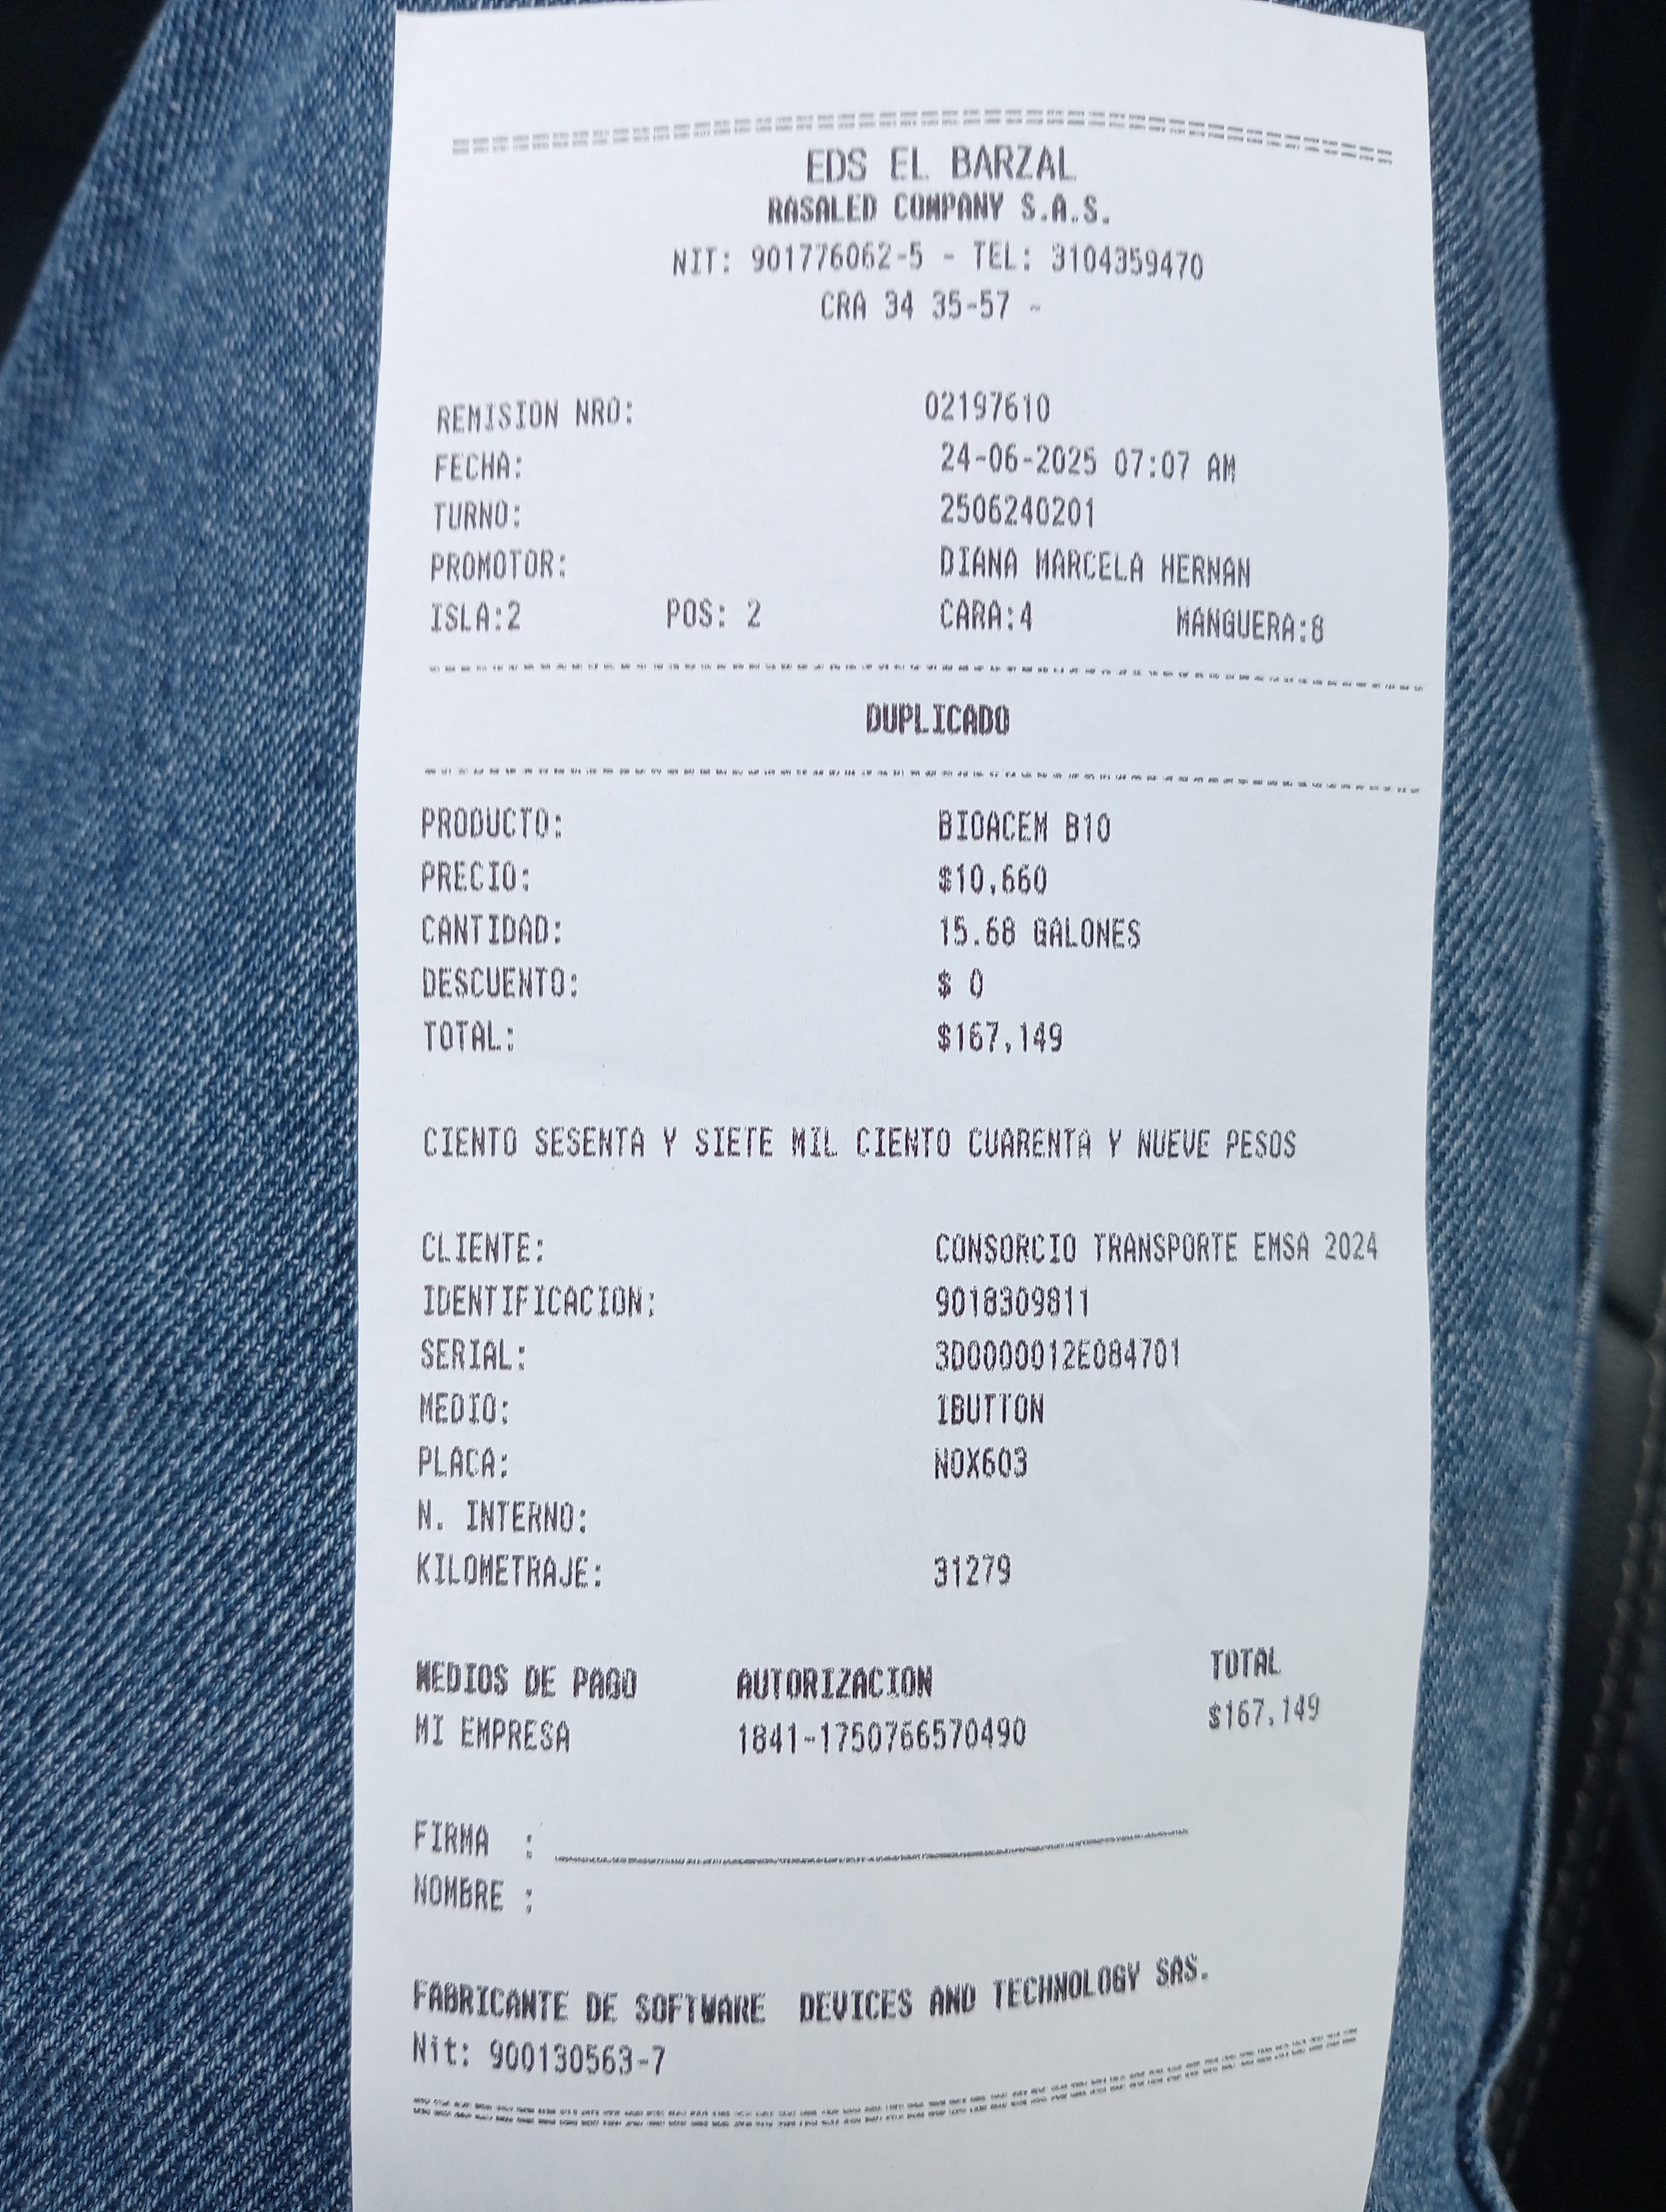 EDS EL BARZAL
RASALED COMPANY S.A.S.
NIT: 901776062-5 - TEL: 3104359470
CRA 34 35-57 -
REMISION NRO: 02197610
FECHA: 24-06-2025 07:07 AM
TURNO: 2506240201
PROMOTOR: DIANA MARCELA HERNAN
ISLA:2 POS: 2 CARA:4 MANGUERA:8
DUPLICADO
PRODUCTO: BIOACEM B10
PRECIO: $10,660
CANTIDAD: 15.68 GALONES
DESCUENTO: $ 0
TOTAL: $167,149
CIENTO SESENTA Y SIETE MIL CIENTO CUARENTA Y NUEVE PESOS
CLIENTE: CONSORCIO TRANSPORTE EMSA 2024
IDENTIFICACION: 9018309811
SERIAL: 3D0000012E084701
MEDIO: 1BUTTON
PLACA: NOX603
N. INTERNO:
KILOMETRAJE: 31279
MEDIOS DE PAGO AUTORIZACION TOTAL
MI EMPRESA 1841-1750766570490 $167,149
FIRMA :
NOMBRE :
FABRICANTE DE SOFTWARE DEVICES AND TECHNOLOGY SAS.
Nit: 900130563-7